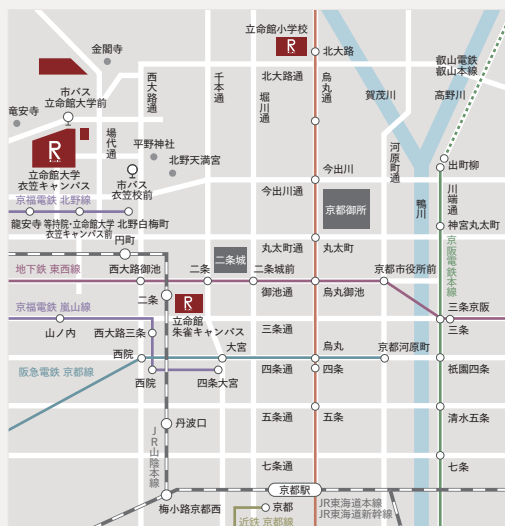 立命館小学校
北大路
金閣寺
叡山電鉄
叡山本線
市バス
立命館大学前
西
大
路
通
千
本
通
堀
川
通
北大路通
烏
丸
通
賀茂川
高野川
竜安寺
場
代
通
平野神社
北野天満宮
今出川
河
原
町
通
出町柳
R
立命館大学
衣笠キャンパス
市バス
衣笠校前
今出川通
京都御所
鴨
川
川
端
通
京福電鉄 北野線
龍安寺
等持院・立命館大学
衣笠キャンパス前
北野白梅町
神宮丸太町
円町
丸太町通
丸太町
二条城
京
阪
電
鉄
本
線
地下鉄 東西線
西大路御池
二条
二条城前
京都市役所前
二条
御池通
烏丸御池
三条京阪
京福電鉄 嵐山線
R
立命館
朱雀キャンパス
山ノ内
西大路三条
三条通
三条
西院
大宮
烏丸
京都河原町
阪急電鉄 京都線
西院
四条大宮
四条通
四条
祇園四条
丹波口
五条通
五条
清水五条
J
R
山
陰
本
線
七条通
七条
京都駅
梅小路京都西
京都
近鉄 京都線
JR東海道本線
JR東海道新幹線